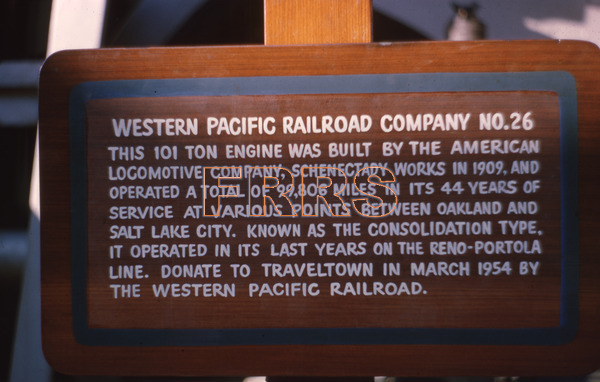 WESTERN PACIFIC RAILROAD COMPANY NO.26
THIS 101 TON ENGINE WAS BUILT BY THE AMERICAN
LOCOMOTIVE COMPANY, SCHENECTARY WORKS IN 1909, AND
OPERATED A TOTAL OF 99,806 MILES IN ITS 44 YEARS OF
SERVICE AT VARIOUS POINTS BETWEEN OAKLAND AND
SALT LAKE CITY. KNOWN AS THE CONSOLIDATION TYPE,
IT OPERATED IN ITS LAST YEARS ON THE RENO-PORTOLA
LINE. DONATE TO TRAVELTOWN IN MARCH 1954 BY
THE WESTERN PACIFIC RAILROAD.
FRRS